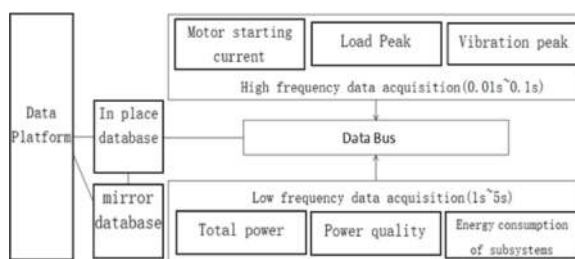 Motor starting
current
Load Peak
Vibration peak
High frequency data acquisition(0.01s~0.1s)
Data
Platform
In place
database
Data Bus
mirror
database
Low frequency data acquisition(1s~5s)
Total power
Power quality
Energy consumption
of subsystems